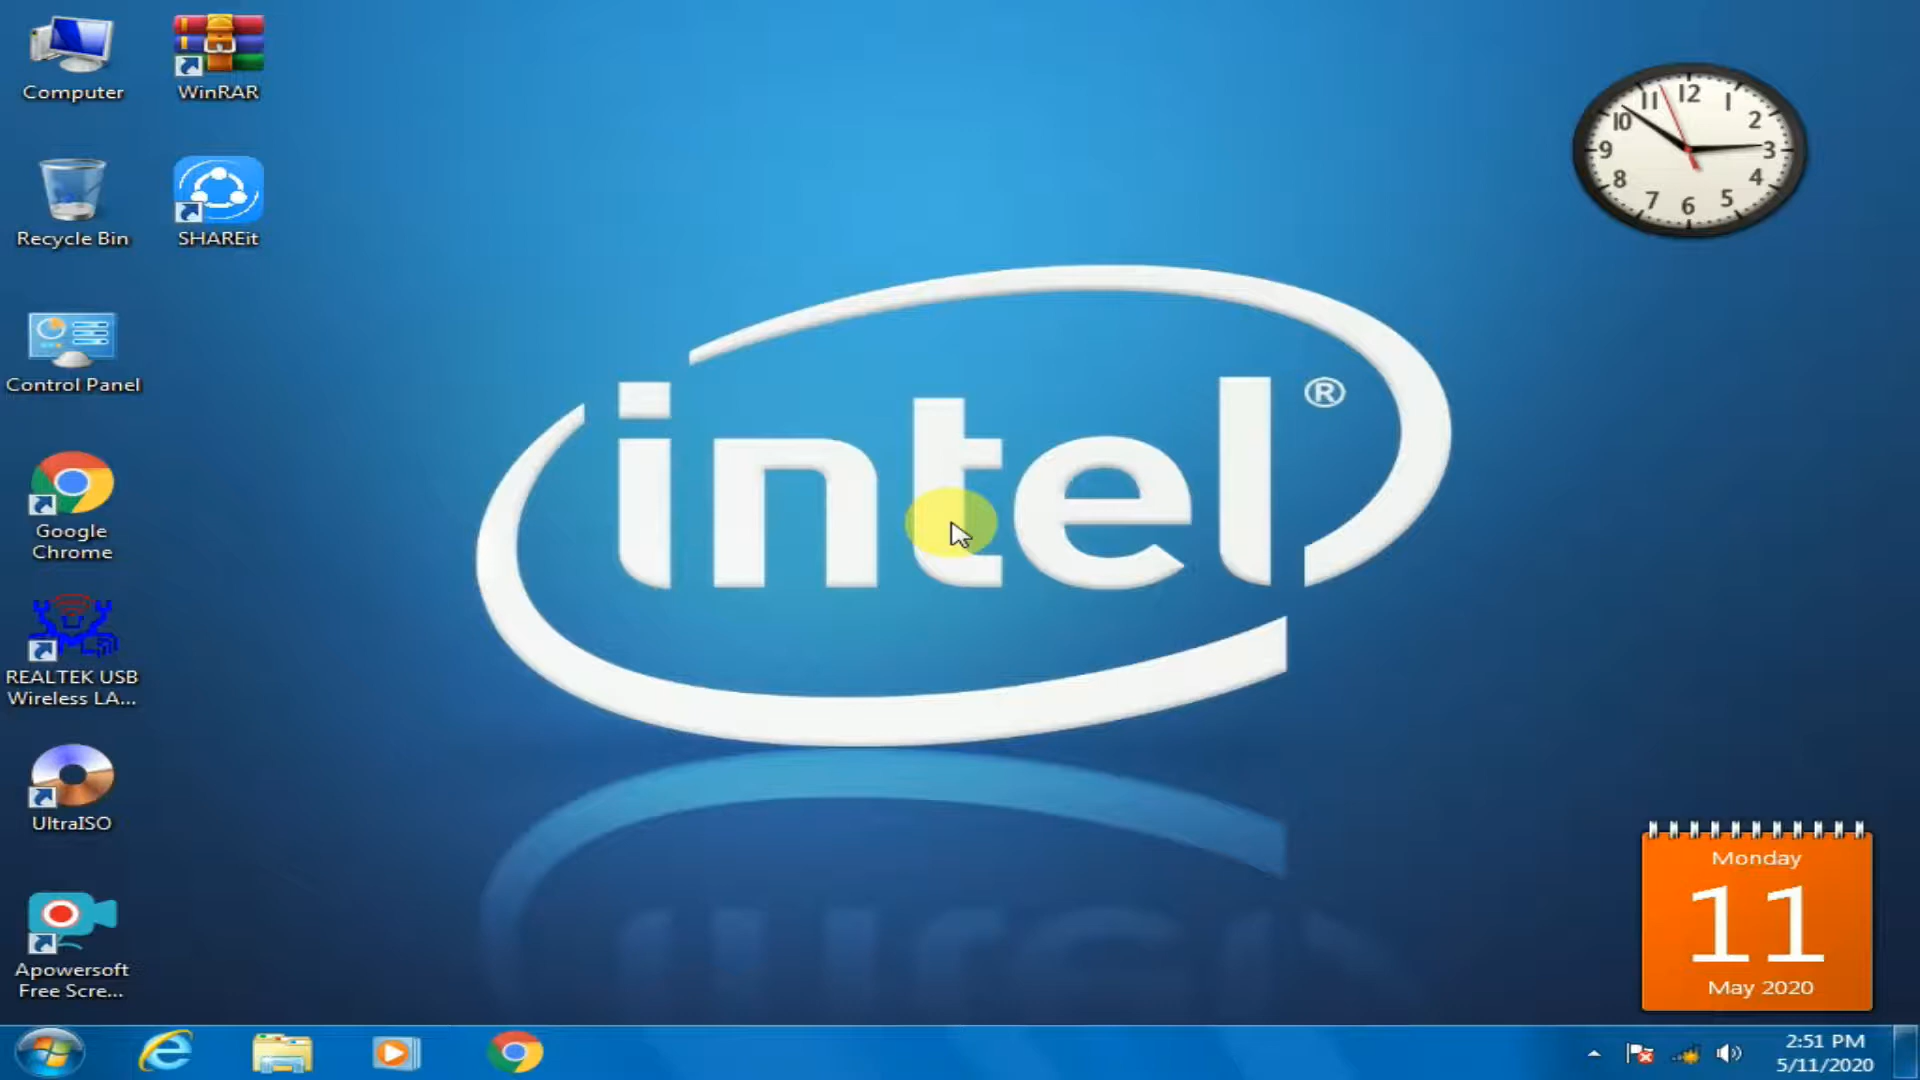 Computer
WinRAR
Recycle Bin
SHAREit
Control Panel
Google
Chrome
REALTEK USB
Wireless LA...
UltraISO
Apowersoft
Free Scre...
intel®
12
1
2
3
4
5
6
7
8
9
10
11
Monday
11
May 2020
2:51 PM
5/11/2020